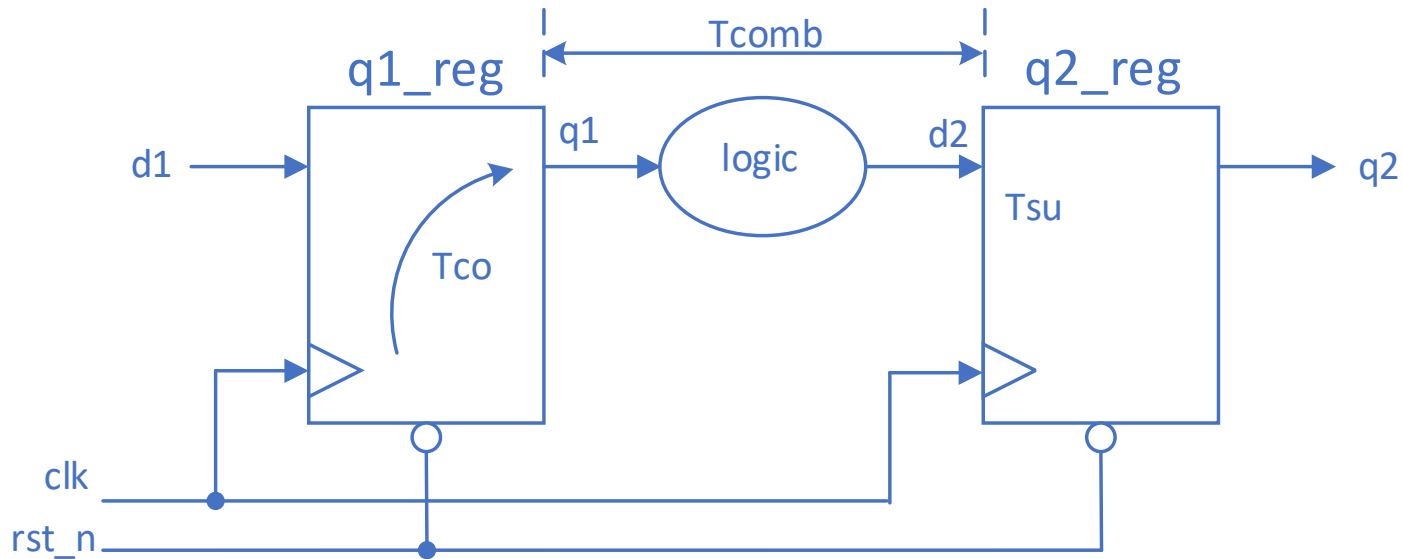 Tcomb
q1_reg
q2_reg
d1
q1
logic
d2
q2
Tsu
Tco
clk
rst_n